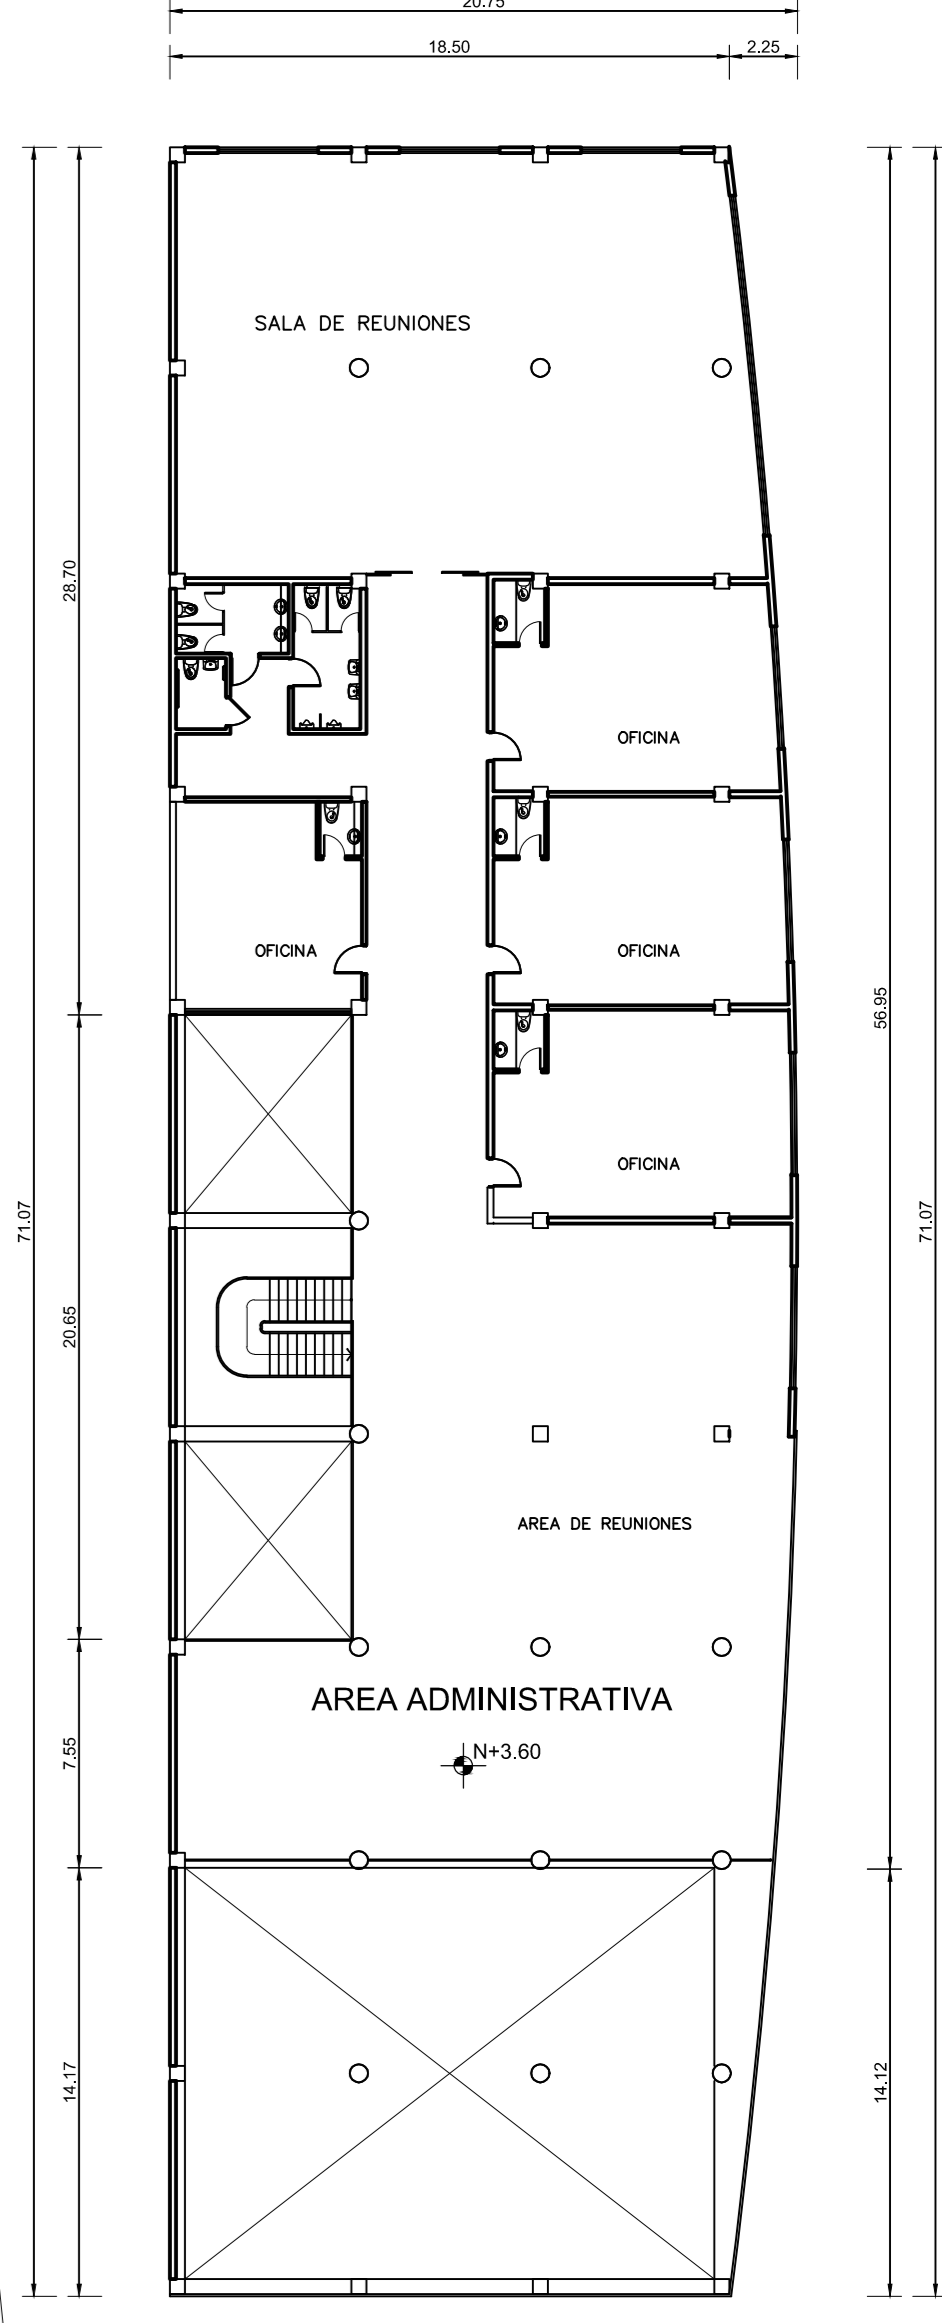 20.75
18.50
2.25
SALA DE REUNIONES
28.70
OFICINA
OFICINA
OFICINA
56.95
OFICINA
71.07
71.07
20.65
AREA DE REUNIONES
AREA ADMINISTRATIVA
N+3.60
7.55
14.17
14.12